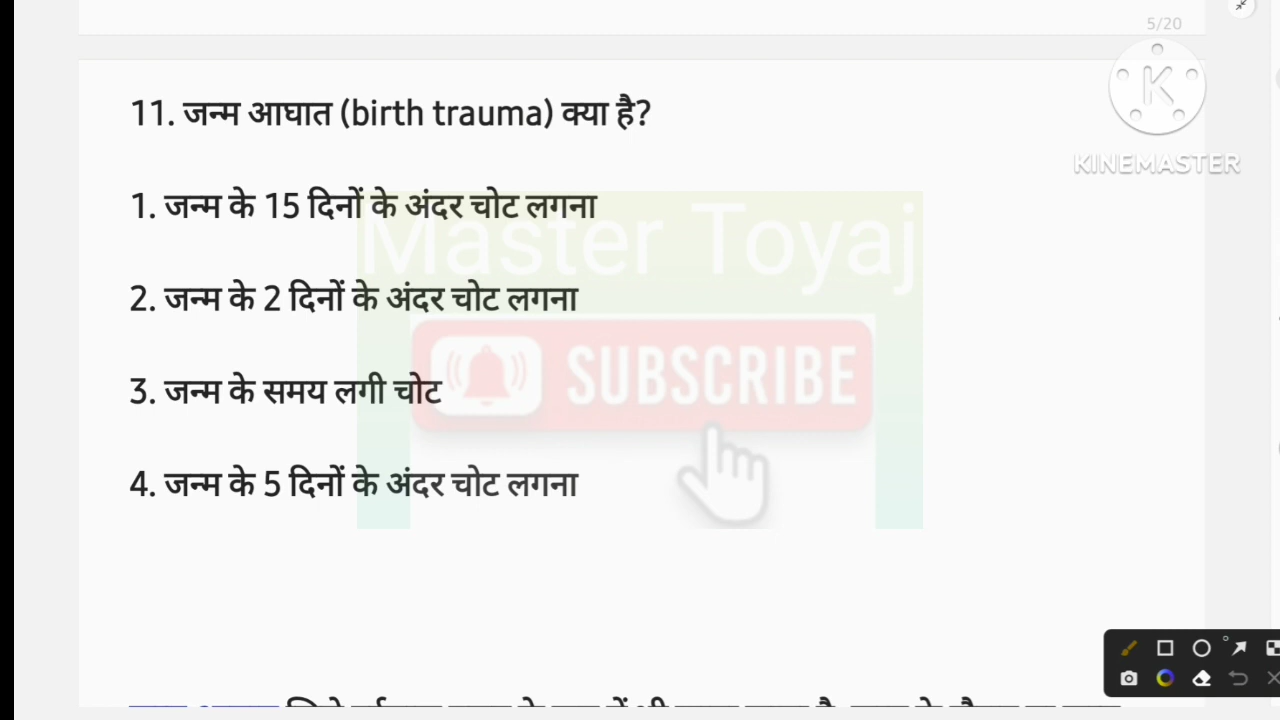 5/20
KINEMASTER
11. जन्म आघात (birth trauma) क्या है?
1. जन्म के 15 दिनों के अंदर चोट लगना
Master Toyaj
2. जन्म के 2 दिनों के अंदर चोट लगना
SUBSCRIBE
3. जन्म के समय लगी चोट
4. जन्म के 5 दिनों के अंदर चोट लगना